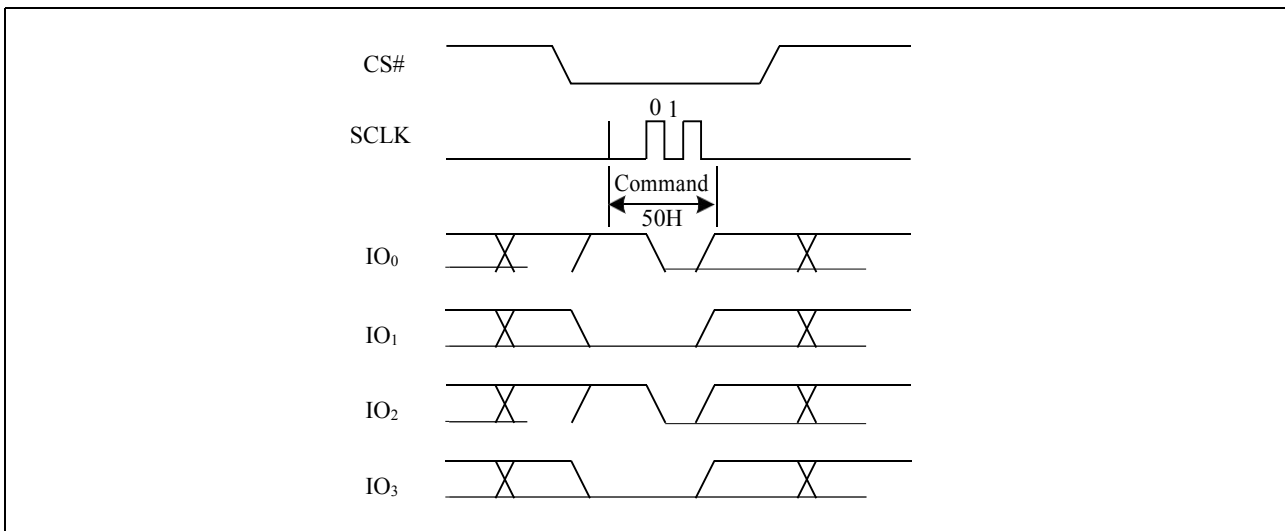 CS#
0 1
SCLK
Command
50H
IO₀
IO₁
IO₂
IO₃